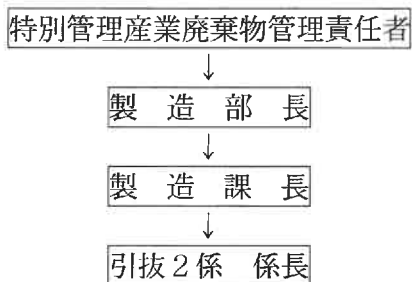 特別管理産業廃棄物管理責任者
↓
製　造　部　長
↓
製　造　課　長
↓
引抜２係　係長